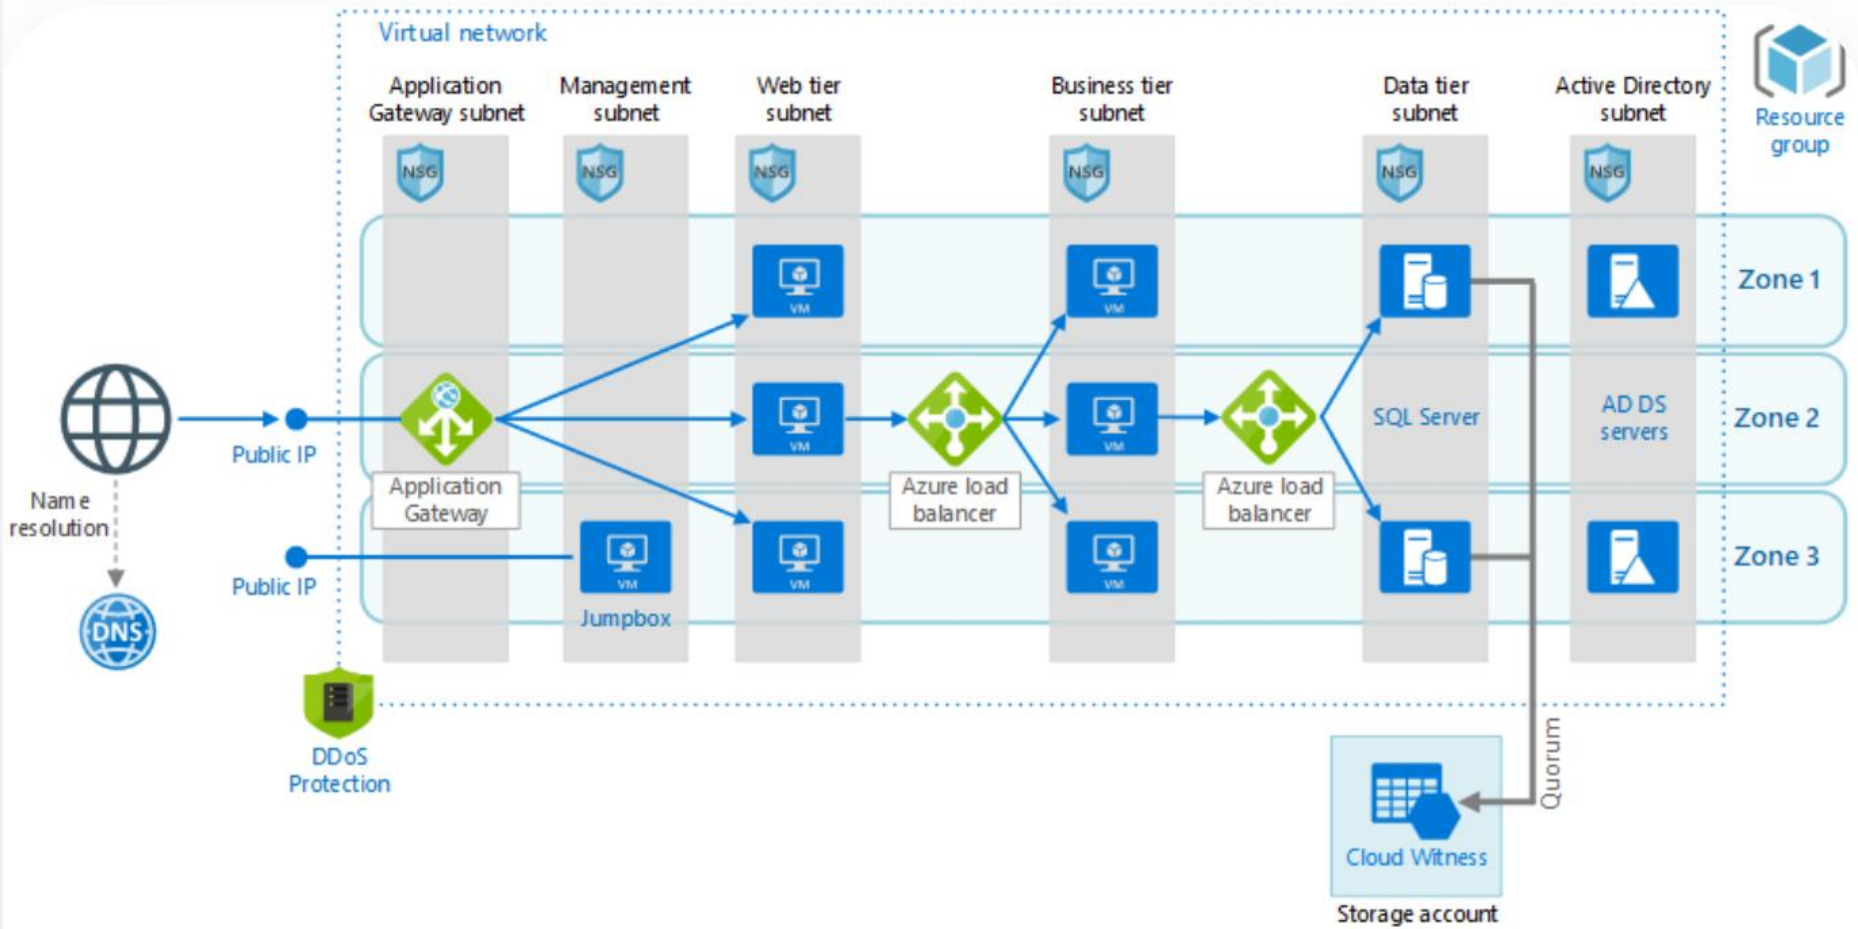 Virtual network
Application
Gateway subnet
Management
subnet
Web tier
subnet
Business tier
subnet
Data tier
subnet
Active Directory
subnet
Resource
group
NSG
NSG
NSG
NSG
NSG
NSG
VM
VM
Zone 1
Public IP
VM
VM
SQL Server
AD DS
servers
Zone 2
Name
resolution
Application
Gateway
Azure load
balancer
Azure load
balancer
Public IP
VM
Jumpbox
VM
VM
Zone 3
DNS
DDoS
Protection
Quorum
Cloud Witness
Storage account